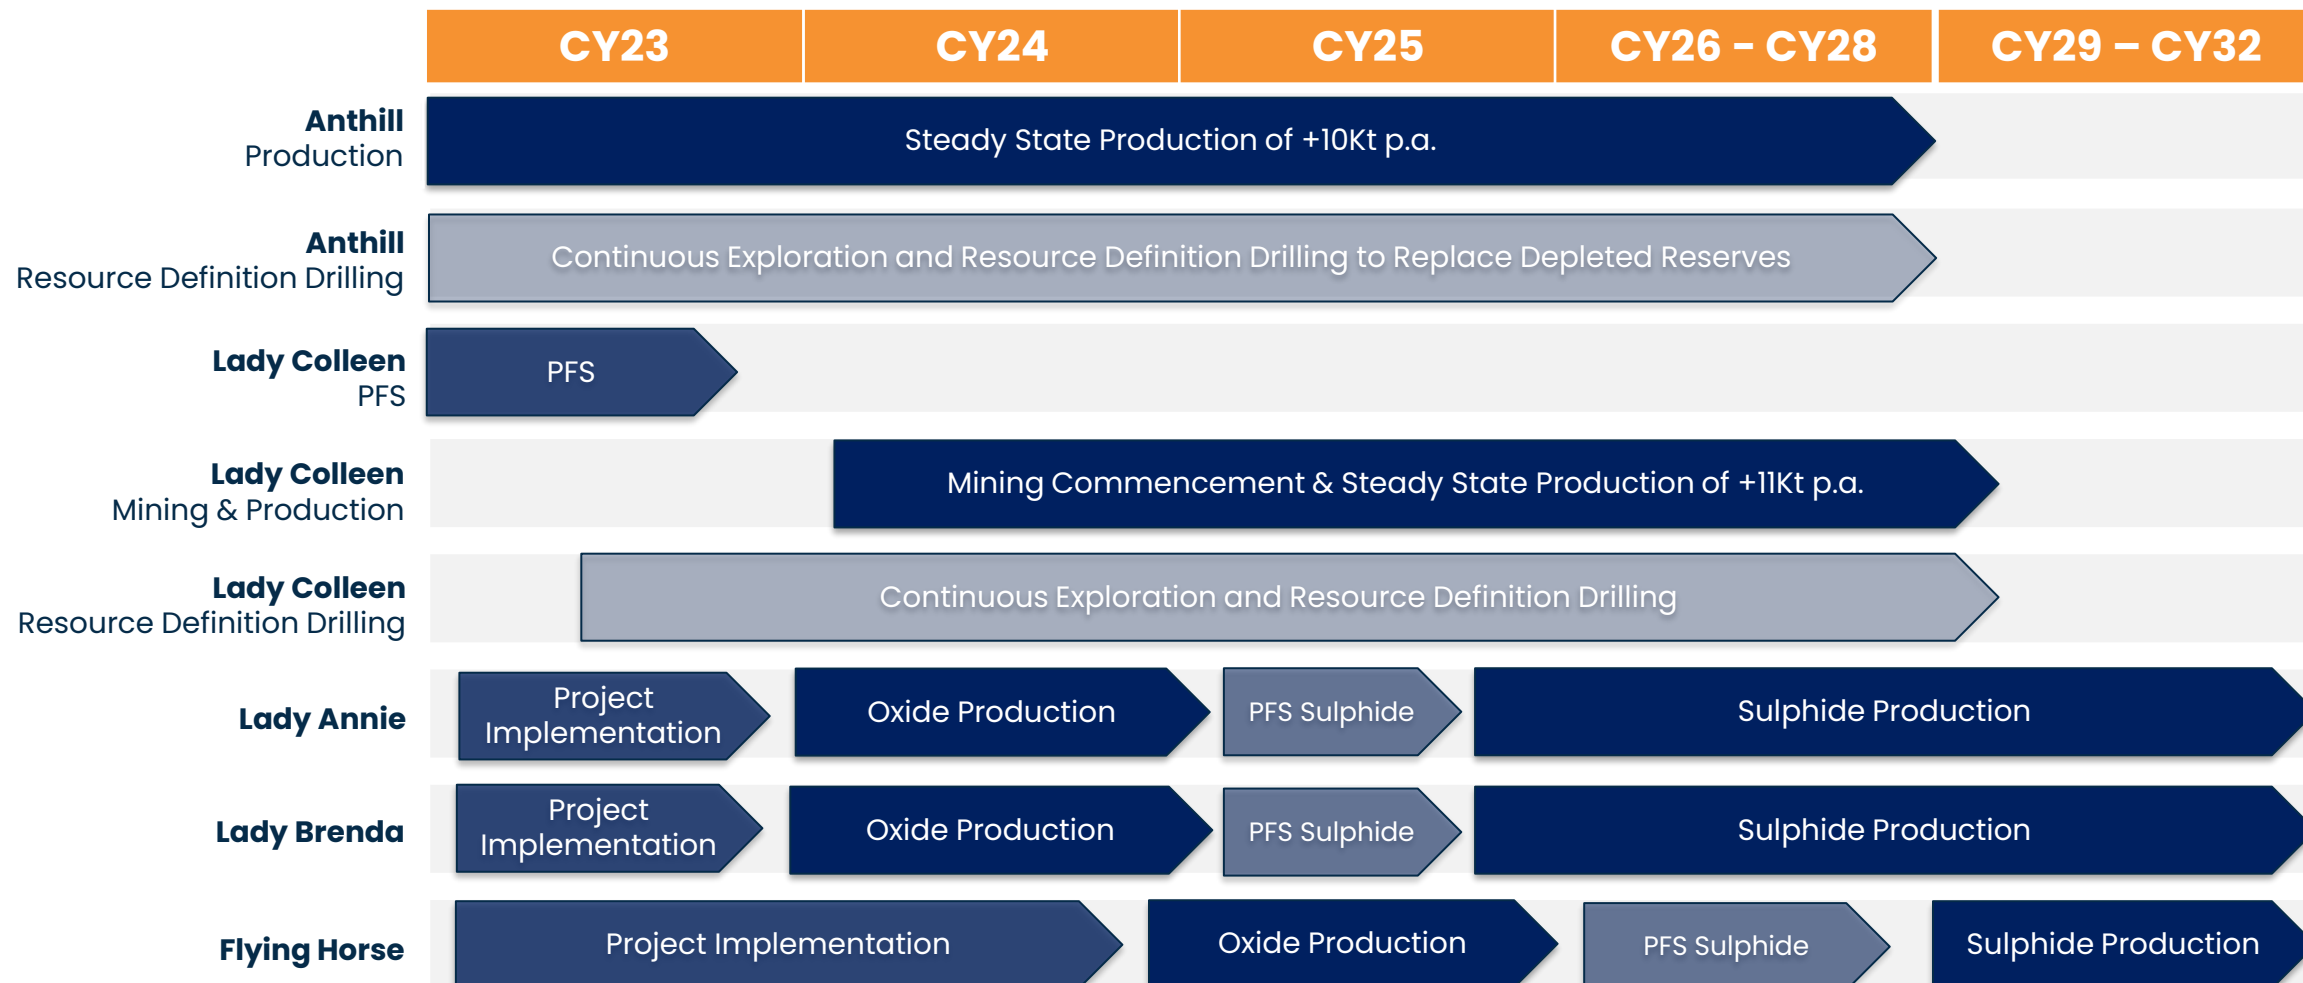 CY23
CY24
CY25
CY26 - CY28
CY29 – CY32
Anthill
Production
Steady State Production of +10Kt p.a.
Anthill
Resource Definition Drilling
Continuous Exploration and Resource Definition Drilling to Replace Depleted Reserves
Lady Colleen
PFS
PFS
Lady Colleen
Mining & Production
Mining Commencement & Steady State Production of +11Kt p.a.
Lady Colleen
Resource Definition Drilling
Continuous Exploration and Resource Definition Drilling
Lady Annie
Project
Implementation
Oxide Production
PFS Sulphide
Sulphide Production
Lady Brenda
Project
Implementation
Oxide Production
PFS Sulphide
Sulphide Production
Flying Horse
Project Implementation
Oxide Production
PFS Sulphide
Sulphide Production